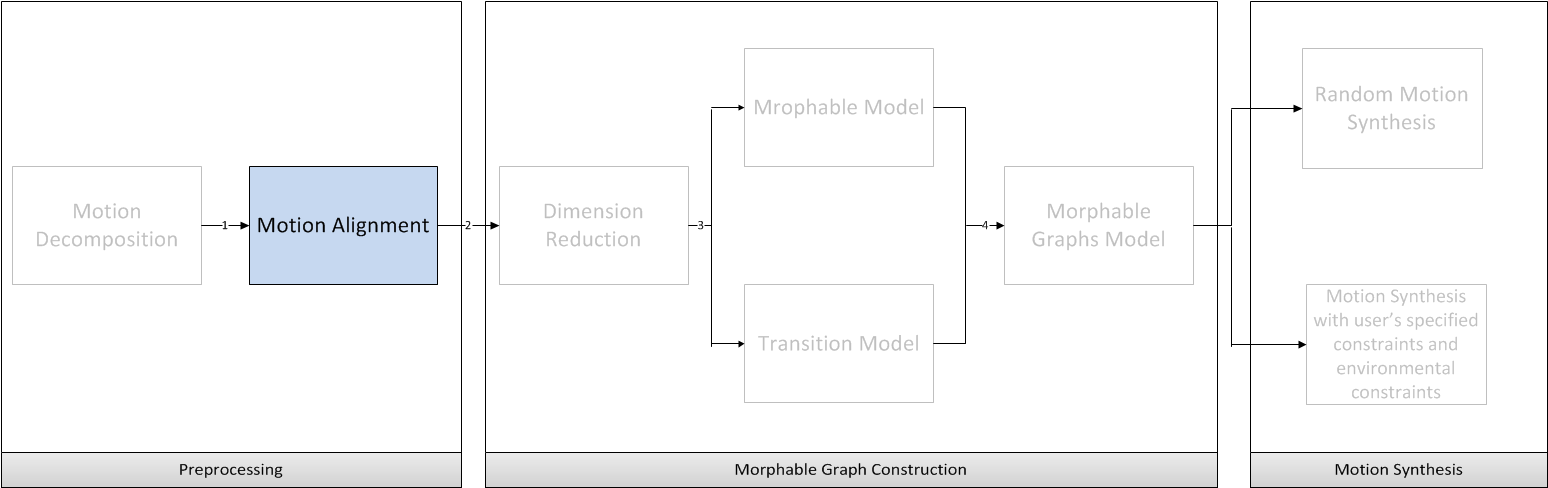 Motion
Decomposition
1
Motion Alignment
2
Preprocessing
Dimension
Reduction
3
Mrophable Model
Transition Model
4
Morphable
Graphs Model
Morphable Graph Construction
Random Motion
Synthesis
Motion Synthesis
with user's specified
constraints and
environmental
constraints
Motion Synthesis